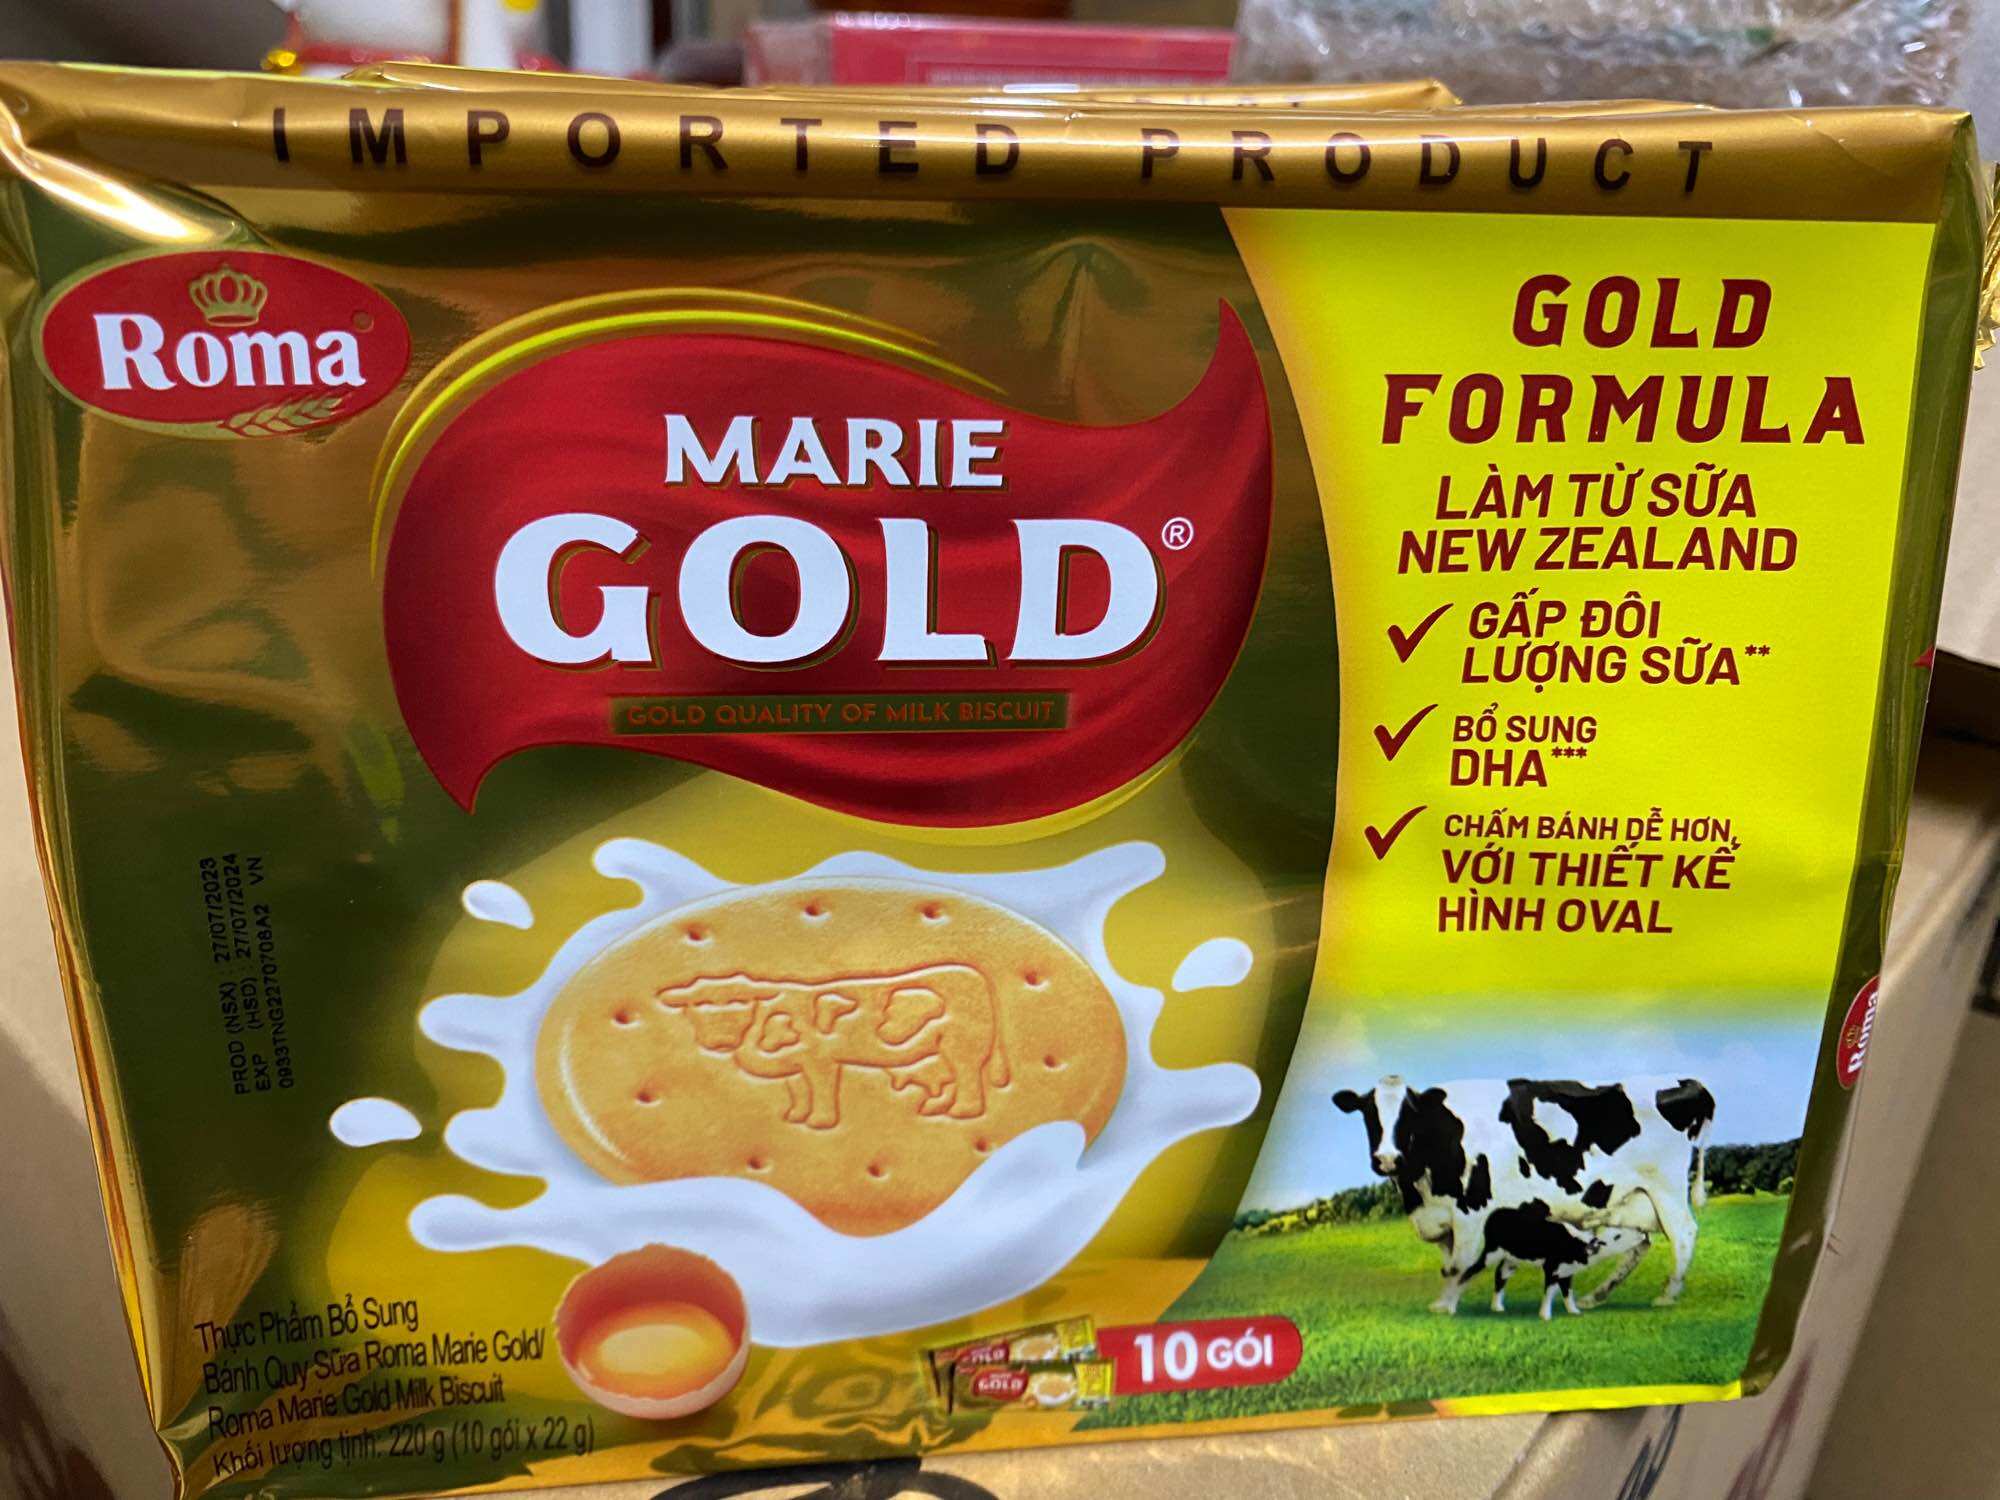 IMPORTED PRODUCT
Roma
MARIE
GOLD®
GOLD QUALITY OF MILK BISCUIT
GOLD
FORMULA
LÀM TỪ SỮA
NEW ZEALAND
GẤP ĐÔI
LƯỢNG SỮA**
BỔ SUNG
DHA***
CHẤM BÁNH DỄ HƠN,
VỚI THIẾT KẾ
HÌNH OVAL
PROD (NSX) : 27/07/2023
EXP (HSD) : 27/07/2024
0933TNG2270708A2 VN
Roma
Thực Phẩm Bổ Sung
Bánh Quy Sữa Roma Marie Gold/
Roma Marie Gold Milk Biscuit
Khối lượng tịnh: 220 g (10 gói x 22 g)
GOLD
GOLD
10 GÓI